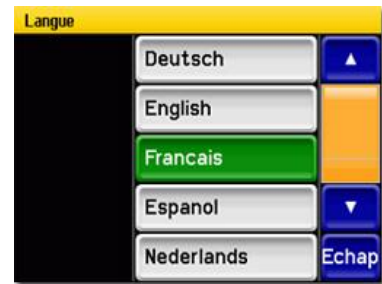 Langue
Deutsch
English
Francais
Espanol
Nederlands
Echap